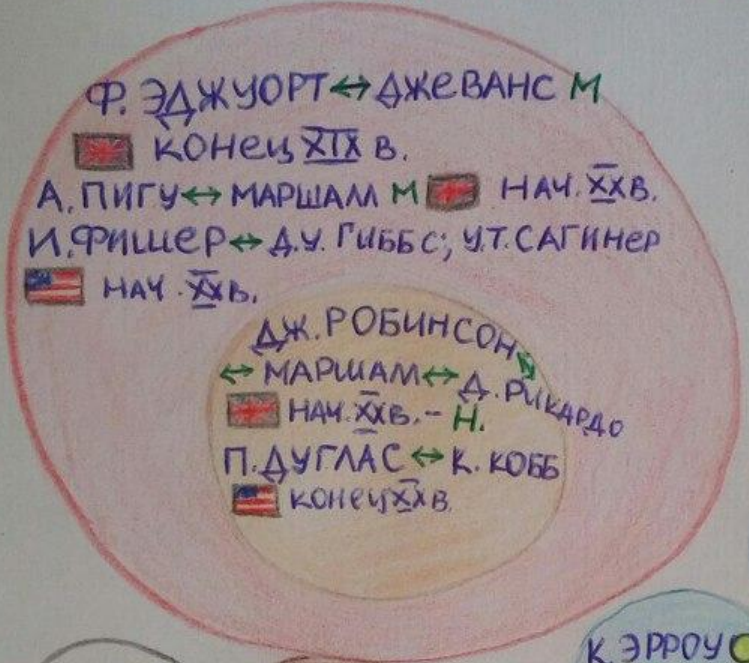 Ф. ЭДЖУОРТ ↔ ДЖЕВАНС М
КОНЕЦ XIX В.
А. ПИГУ ↔ МАРШАЛЛ М НАЧ. XX В.
И. ФИШЕР ↔ Д.У. ГИББС; У.Т. САГИНЕР
НАЧ. XX В.
ДЖ. РОБИНСОН
↔ МАРШАЛЛ ↔ Д. РИКАРДО
НАЧ. XX В. – Н.
П. ДУГЛАС ↔ К. КОББ
КОНЕЦ XX В.
К. ЭРРОУ